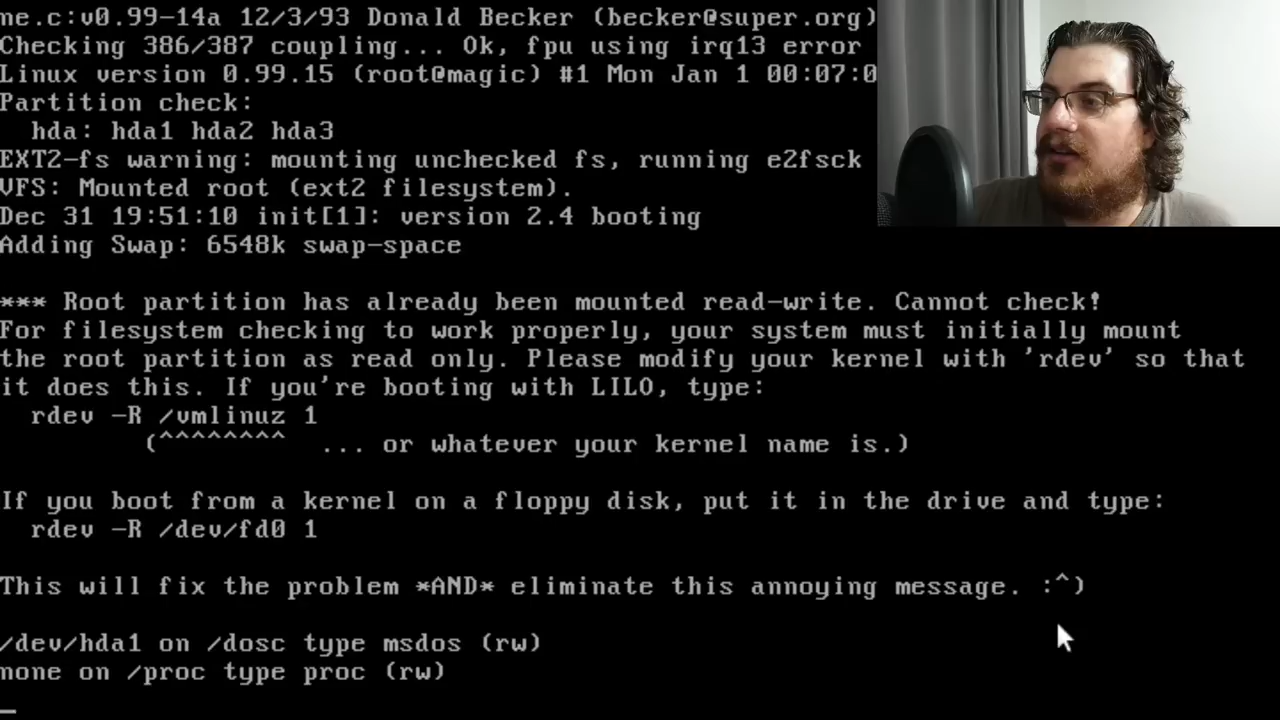 ne.c:v0.99-14a 12/3/93 Donald Becker (becker@super.org)
Checking 386/387 coupling... Ok, fpu using irq13 error
Linux version 0.99.15 (root@magic) #1 Mon Jan 1 00:07:0
Partition check:
  hda: hda1 hda2 hda3
EXT2-fs warning: mounting unchecked fs, running e2fsck
VFS: Mounted root (ext2 filesystem).
Dec 31 19:51:10 init[1]: version 2.4 booting
Adding Swap: 6548k swap-space
*** Root partition has already been mounted read-write. Cannot check!
For filesystem checking to work properly, your system must initially mount
the root partition as read only. Please modify your kernel with 'rdev' so that
it does this. If you're booting with LILO, type:
  rdev -R /vmlinuz 1
(^^^^^^^^ ... or whatever your kernel name is.)
If you boot from a kernel on a floppy disk, put it in the drive and type:
  rdev -R /dev/fd0 1
This will fix the problem *AND* eliminate this annoying message. :^)
/dev/hda1 on /dosc type msdos (rw)
none on /proc type proc (rw)